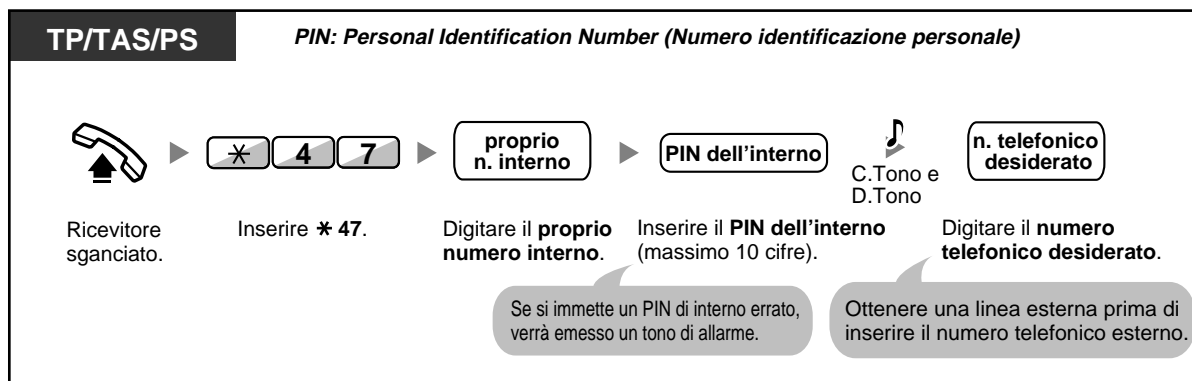 TP/TAS/PS
PIN: Personal Identification Number (Numero identificazione personale)
✱ 4 7
proprio
n. interno
PIN dell'interno
C.Tono e
D.Tono
n. telefonico
desiderato
Ricevitore
sganciato.
Inserire ✱ 47.
Digitare il proprio
numero interno.
Inserire il PIN dell'interno
(massimo 10 cifre).
Digitare il numero
telefonico desiderato.
Se si immette un PIN di interno errato,
verrà emesso un tono di allarme.
Ottenere una linea esterna prima di
inserire il numero telefonico esterno.